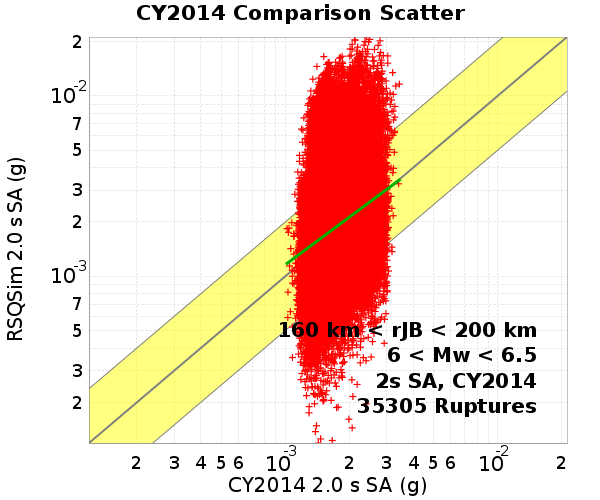 CY2014 Comparison Scatter
2
10-2
7
5
3
2
10-3
7
5
3
2
RSQSim 2.0 s SA (g)
160 km < rJB < 200 km
6 < Mw < 6.5
2s SA, CY2014
35305 Ruptures
2 3 4 5 6 10-3 2 3 4 5 6 10-2 2
CY2014 2.0 s SA (g)